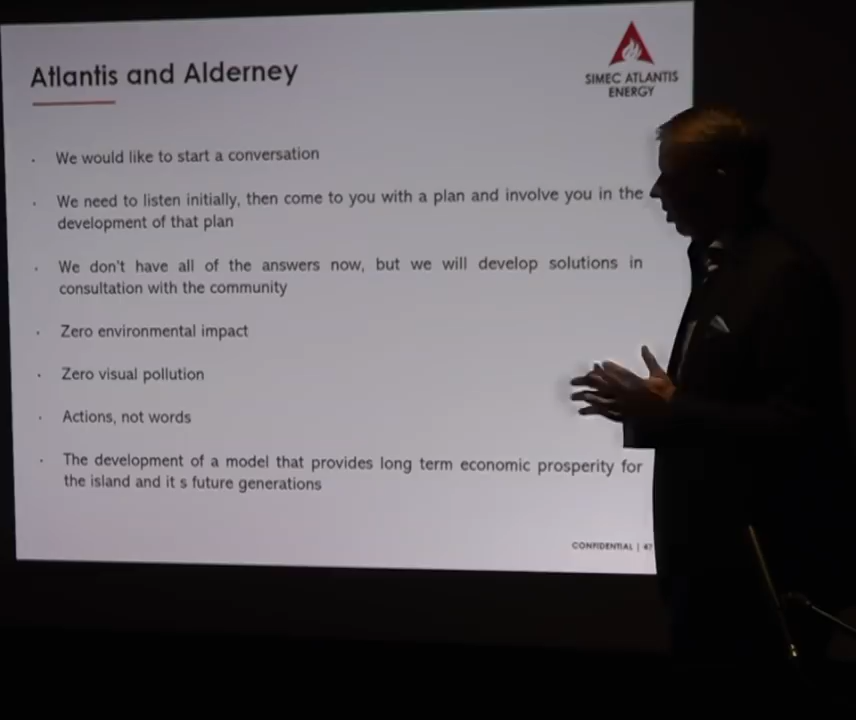 Atlantis and Alderney
SIMEC ATLANTIS
ENERGY
· We would like to start a conversation
· We need to listen initially, then come to you with a plan and involve you in the
development of that plan
· We don't have all of the answers now, but we will develop solutions in
consultation with the community
· Zero environmental impact
· Zero visual pollution
· Actions, not words
· The development of a model that provides long term economic prosperity for
the island and it s future generations
CONFIDENTIAL | 47